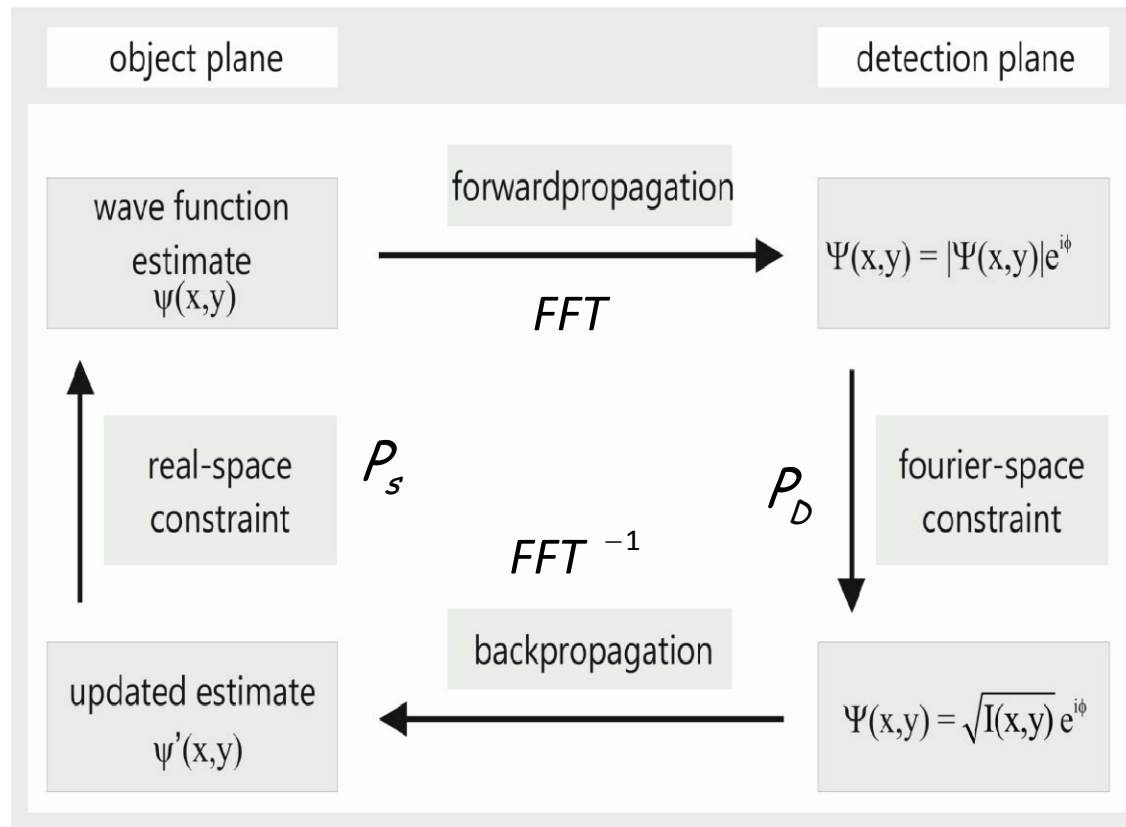 object plane
detection plane
wave function
estimate
ψ(x,y)
forwardpropagation
FFT
Ψ(x,y) = |Ψ(x,y)|e^{iϕ}
real-space
constraint
P_s
P_D
fourier-space
constraint
FFT ^{−1}
backpropagation
updated estimate
ψ'(x,y)
Ψ(x,y) = √I(x,y) e^{iϕ}